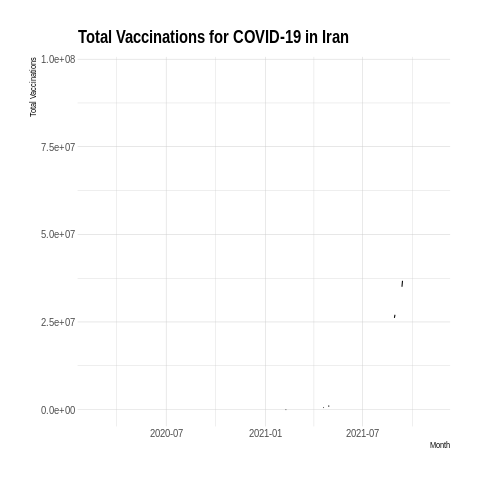 Total Vaccinations for COVID-19 in Iran
Total Vaccinations
1.0e+08
7.5e+07
5.0e+07
2.5e+07
0.0e+00
2020-07 2021-01 2021-07
Month